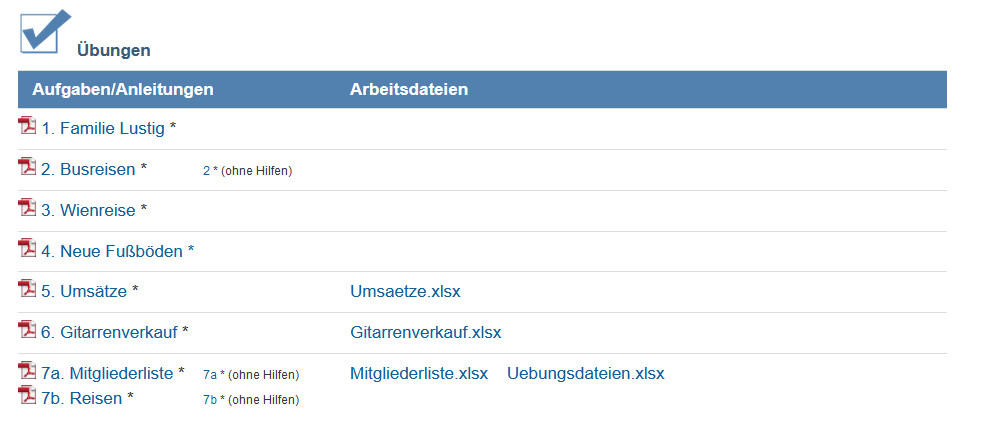 Übungen
Aufgaben/Anleitungen Arbeitsdateien
1. Familie Lustig *
2. Busreisen * 2 * (ohne Hilfen)
3. Wienreise *
4. Neue Fußböden *
5. Umsätze * Umsaetze.xlsx
6. Gitarrenverkauf * Gitarrenverkauf.xlsx
7a. Mitgliederliste * 7a * (ohne Hilfen) Mitgliederliste.xlsx Uebungsdateien.xlsx
7b. Reisen * 7b * (ohne Hilfen)